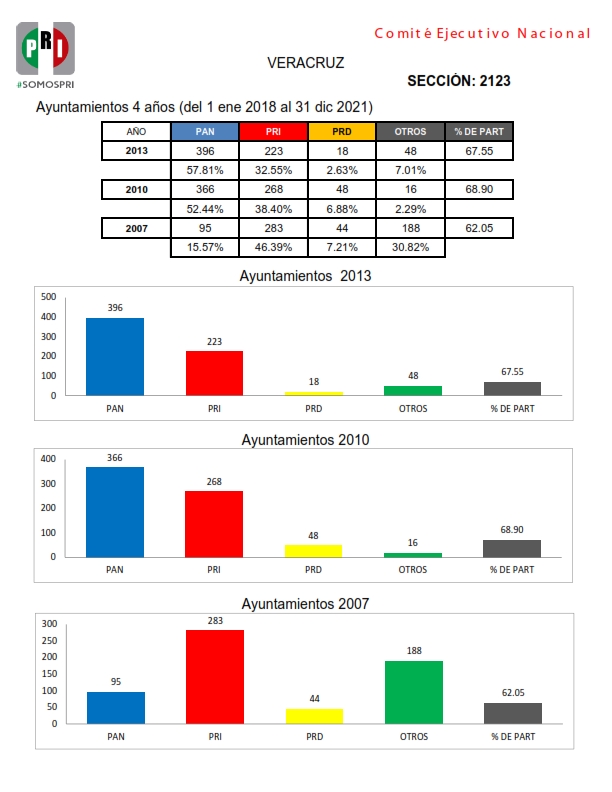 Comité Ejecutivo Nacional
PRI
#SOMOSPRI
VERACRUZ
SECCIÓN: 2123
Ayuntamientos 4 años (del 1 ene 2018 al 31 dic 2021)
AÑO PAN PRI PRD OTROS % DE PART
2013 396 223 18 48 67.55
57.81% 32.55% 2.63% 7.01%
2010 366 268 48 16 68.90
52.44% 38.40% 6.88% 2.29%
2007 95 283 44 188 62.05
15.57% 46.39% 7.21% 30.82%
Ayuntamientos 2013
500
400
300
200
100
0
396 223 18 48 67.55
PAN PRI PRD OTROS % DE PART
Ayuntamientos 2010
400
300
200
100
0
366 268 48 16 68.90
PAN PRI PRD OTROS % DE PART
Ayuntamientos 2007
300
250
200
150
100
50
0
95 283 44 188 62.05
PAN PRI PRD OTROS % DE PART